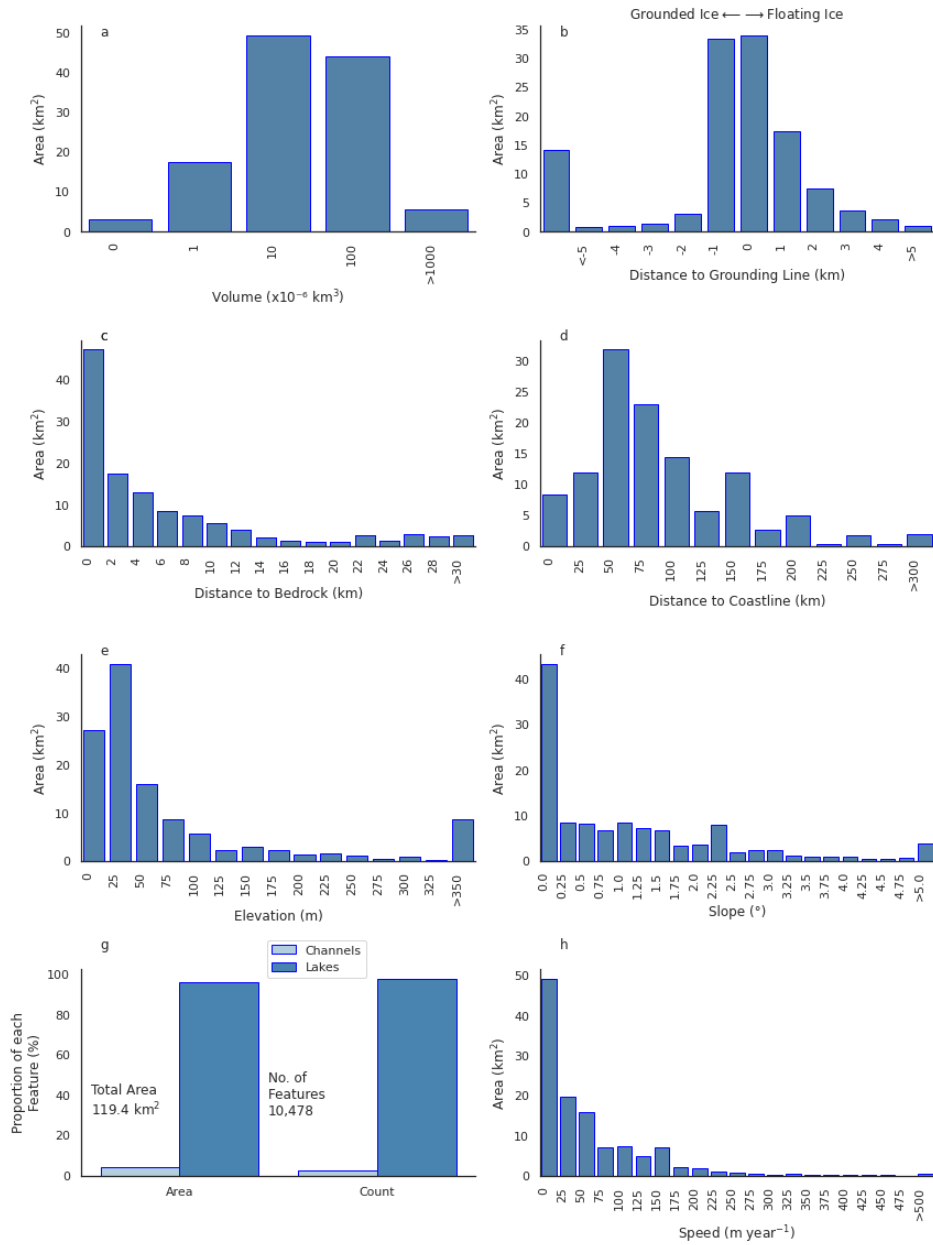 Grounded Ice ⟵ ⟶ Floating Ice
a
50
40
30
20
10
0
Area (km²)
0 1 10 100 >1000
Volume (x10⁻⁶ km³)
b
35
30
25
20
15
10
5
0
Area (km²)
<-5 -4 -3 -2 -1 0 1 2 3 4 >5
Distance to Grounding Line (km)
c
40
30
20
10
0
Area (km²)
0 2 4 6 8 10 12 14 16 18 20 22 24 26 28 >30
Distance to Bedrock (km)
d
30
25
20
15
10
5
0
Area (km²)
0 25 50 75 100 125 150 175 200 225 250 275 >300
Distance to Coastline (km)
e
40
30
20
10
0
Area (km²)
0 25 50 75 100 125 150 175 200 225 250 275 300 325 >350
Elevation (m)
f
40
30
20
10
0
Area (km²)
0.0 0.25 0.5 0.75 1.0 1.25 1.5 1.75 2.0 2.25 2.5 2.75 3.0 3.25 3.5 3.75 4.0 4.25 4.5 4.75 >5.0
Slope (°)
g
Channels
Lakes
100
80
60
40
20
0
Proportion of each
Feature (%)
Total Area
119.4 km²
No. of
Features
10,478
Area Count
h
50
40
30
20
10
0
Area (km²)
0 25 50 75 100 125 150 175 200 225 250 275 300 325 350 375 400 425 450 475 >500
Speed (m year⁻¹)